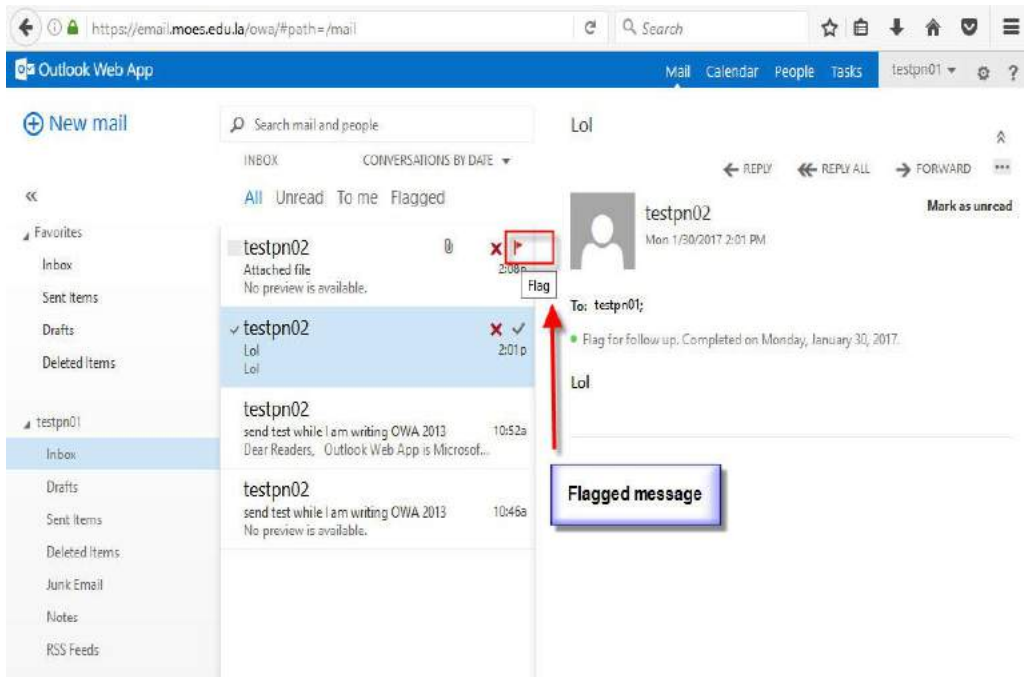 https://email.moes.edu.la/owa/#path=/mail
Search
Outlook Web App
Mail Calendar People Tasks testpn01 ?
New mail
Search mail and people
INBOX CONVERSATIONS BY DATE
All Unread To me Flagged
Favorites
Inbox
Sent Items
Drafts
Deleted Items
testpn01
Inbox
Drafts
Sent Items
Deleted Items
Junk Email
Notes
RSS Feeds
testpn02
Attached file 2:08p
No preview is available.
Flag
testpn02
Lol 2:01p
Lol
testpn02
send test while I am writing OWA 2013 10:52a
Dear Readers, Outlook Web App is Microsof...
testpn02
send test while I am writing OWA 2013 10:46a
No preview is available.
Lol
REPLY REPLY ALL FORWARD ...
Mark as unread
testpn02
Mon 1/30/2017 2:01 PM
To: testpn01;
Flag for follow up. Completed on Monday, January 30, 2017.
Lol
Flagged message